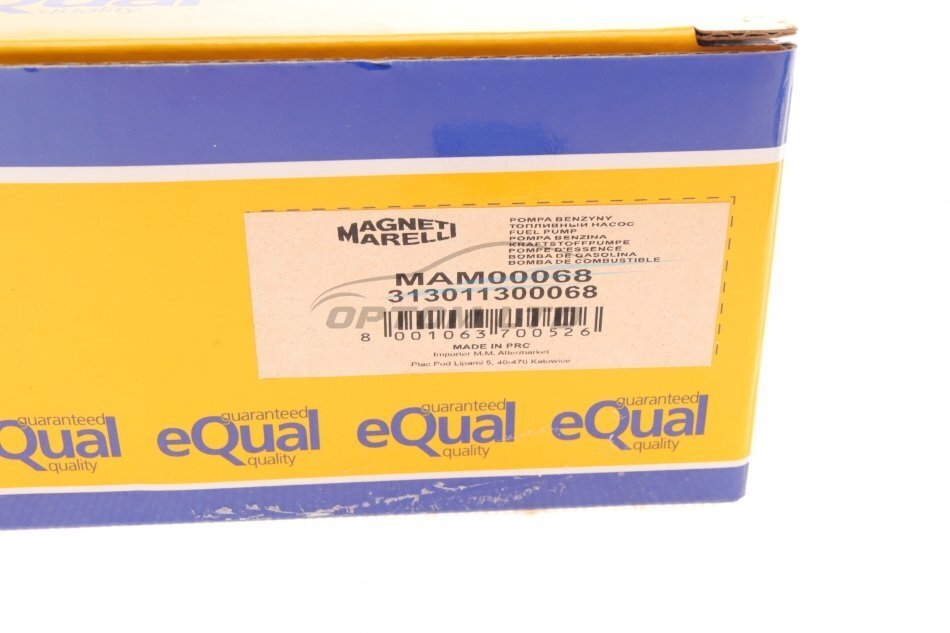 eQual
quality
MAGNETI
MARELLI
POMPA BENZYNY
ТОПЛИВНЫЙ НАСОС
FUEL PUMP
POMPA BENZINA
KRAFTSTOFFPUMPE
POMPE D'ESSENCE
BOMBA DE GASOLINA
BOMBA DE COMBUSTIBLE
MAM00068
313011300068
8 001063 700526
MADE IN PRC
Importer M.M. Aftermarket
Plac Pod Lipami 5, 40-476 Katowice
guaranteed guaranteed guaranteed guaranteed
eQual eQual eQual eQual
quality quality quality quality